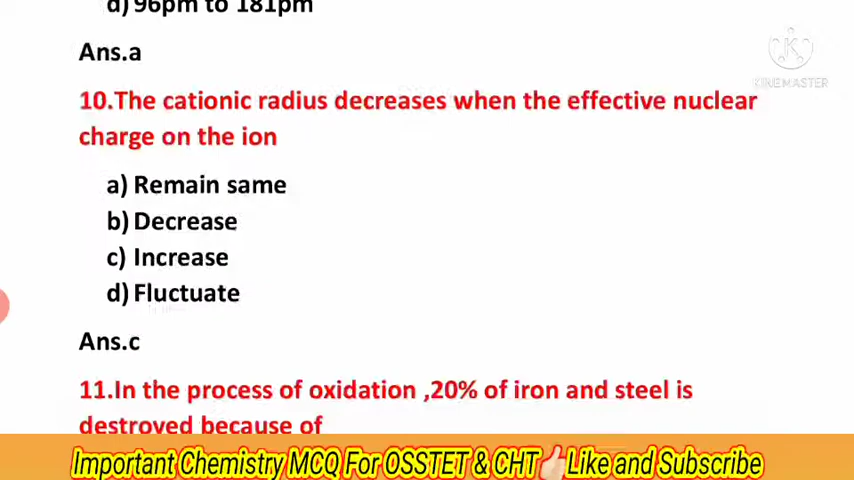 d) 96pm to 181pm
Ans.a
KINEMASTER
10.The cationic radius decreases when the effective nuclear
charge on the ion
a) Remain same
b) Decrease
c) Increase
d) Fluctuate
Ans.c
11.In the process of oxidation ,20% of iron and steel is
destroyed because of
Important Chemistry MCQ For OSSTET & CHT👍Like and Subscribe